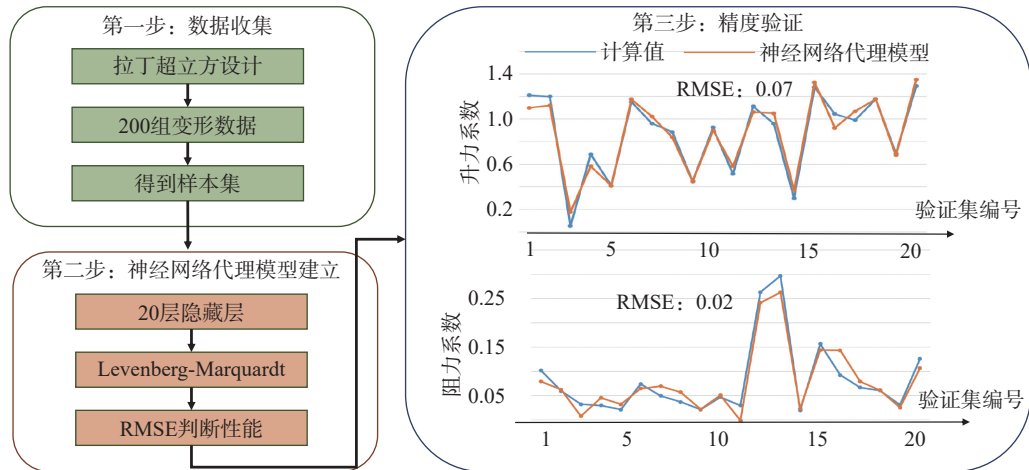 第一步：数据收集
拉丁超立方设计
200组变形数据
得到样本集
第二步：神经网络代理模型建立
20层隐藏层
Levenberg-Marquardt
RMSE判断性能
第三步：精度验证
计算值 神经网络代理模型
RMSE：0.07
升力系数
1.4
1.0
0.6
0.2
验证集编号
1 5 10 15 20
RMSE：0.02
阻力系数
0.25
0.15
0.05
验证集编号
1 5 10 15 20